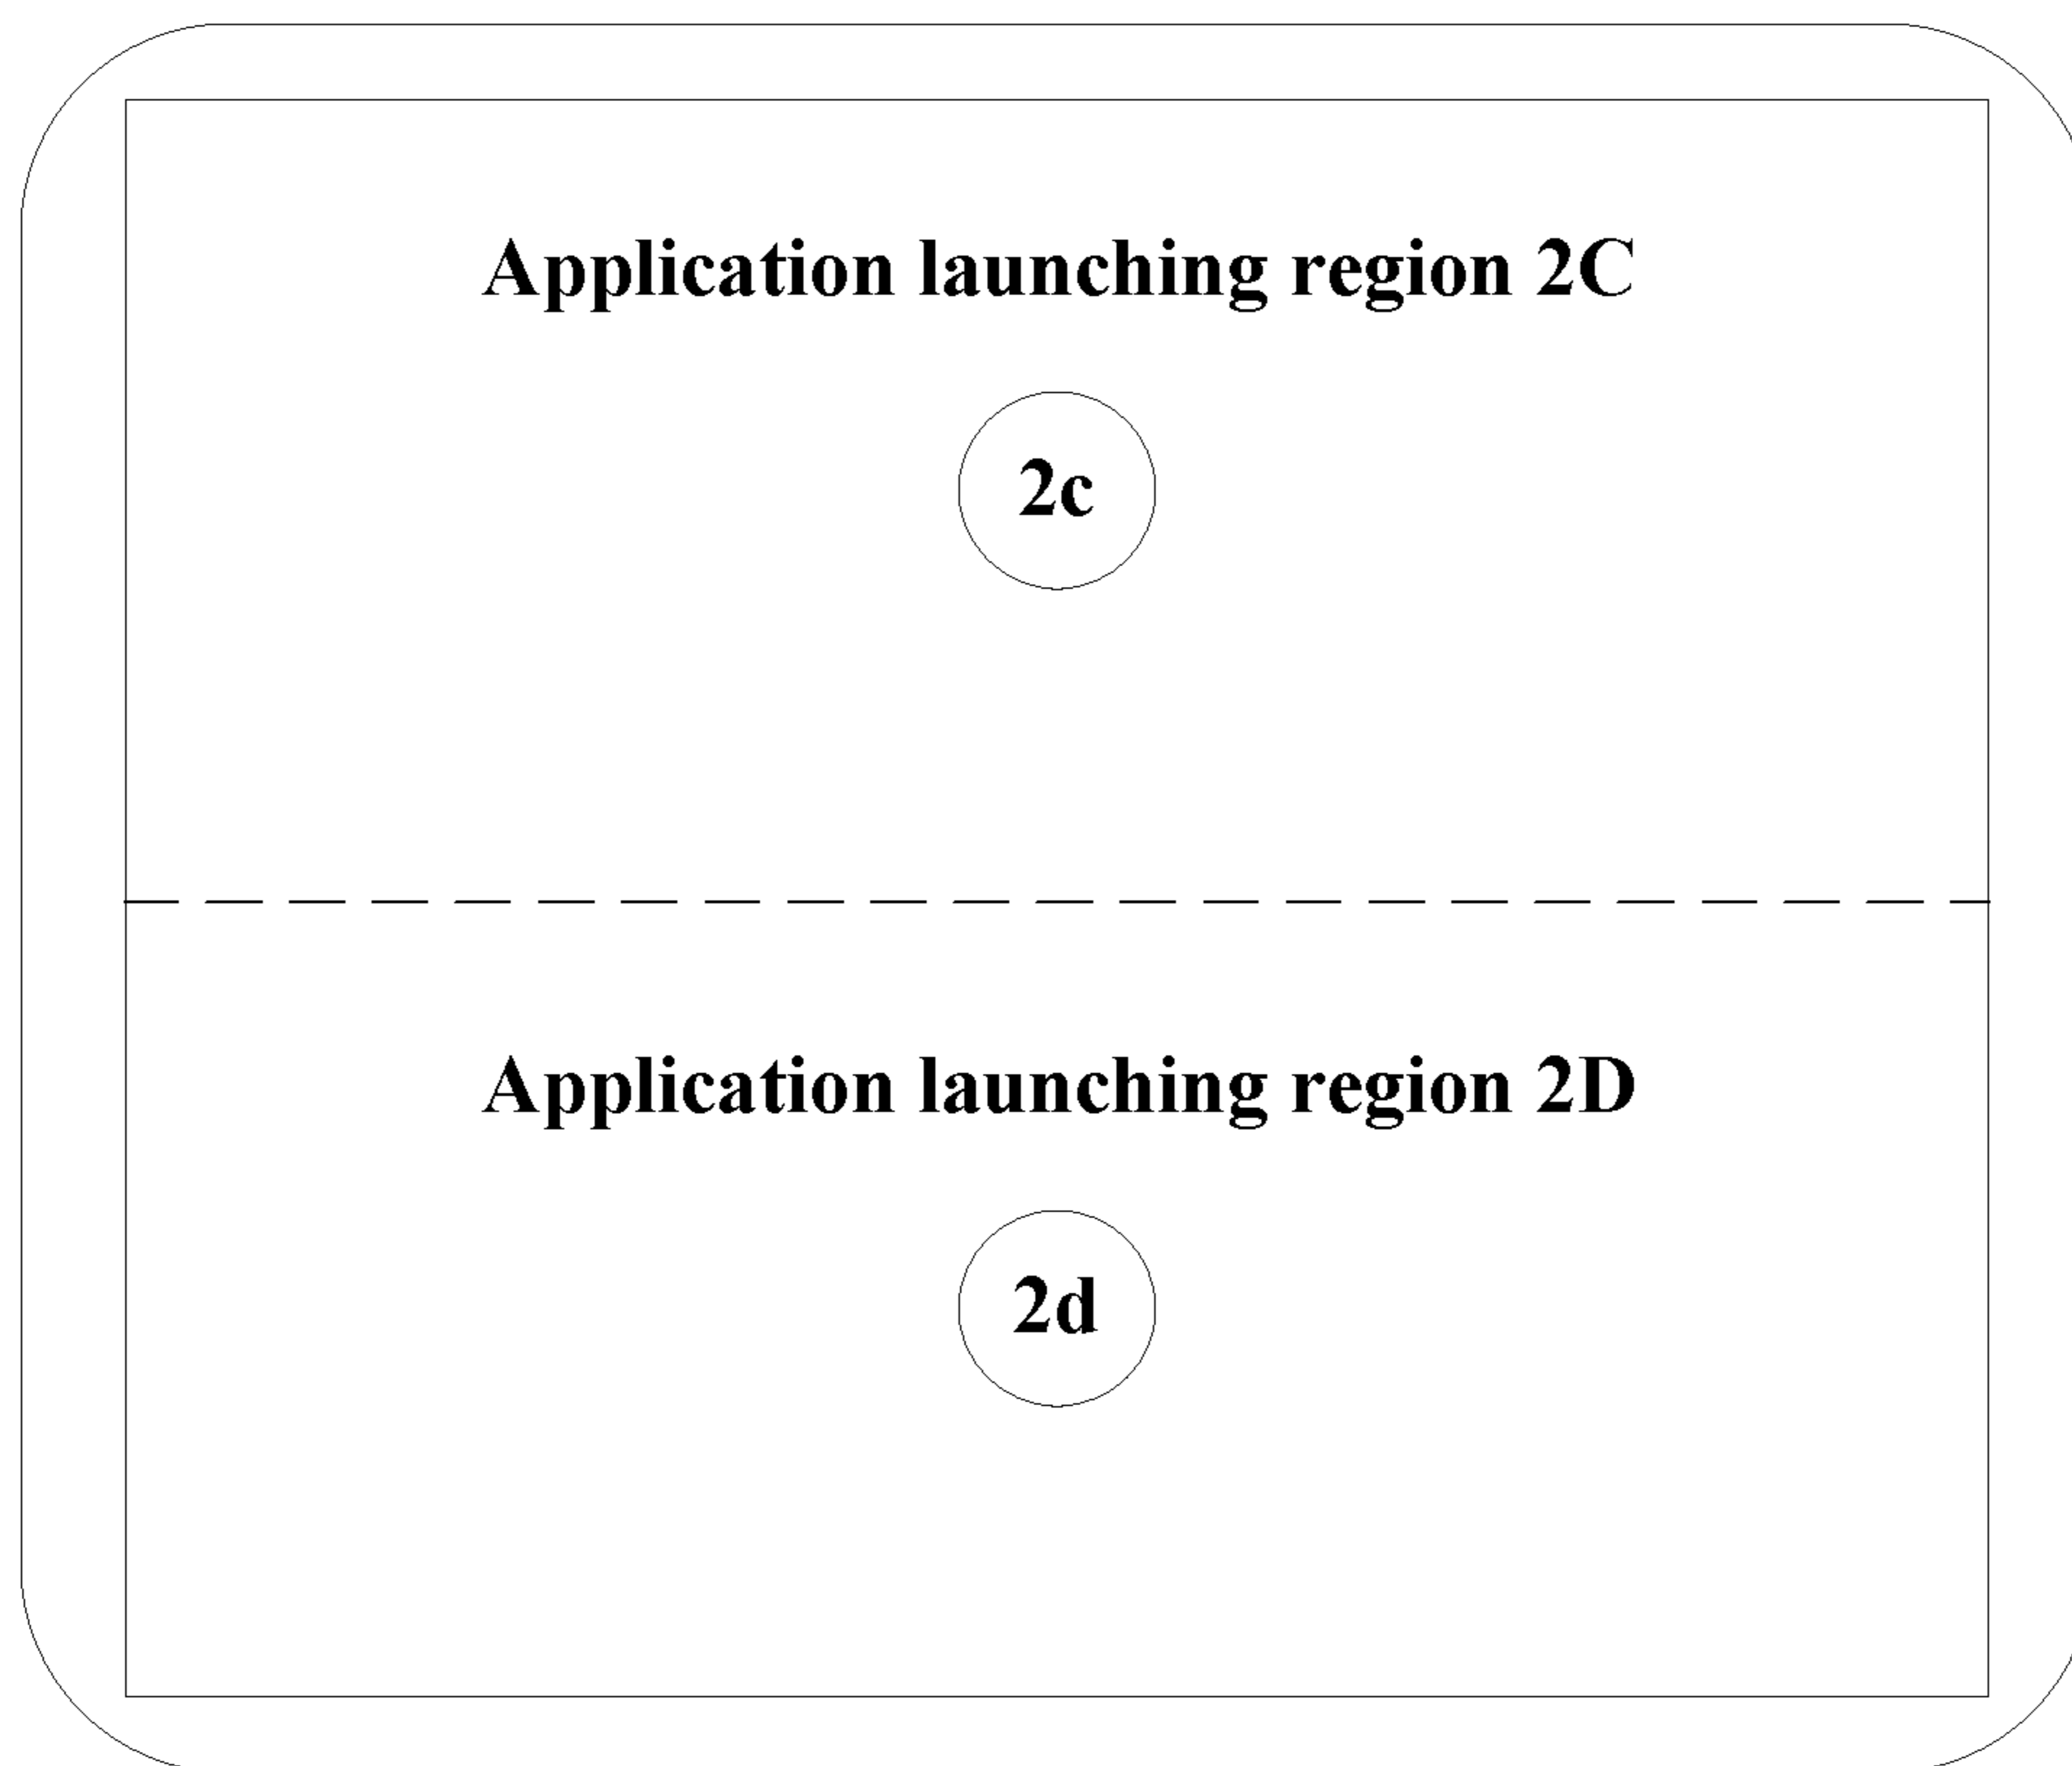 Application launching region 2C
2c
Application launching region 2D
2d